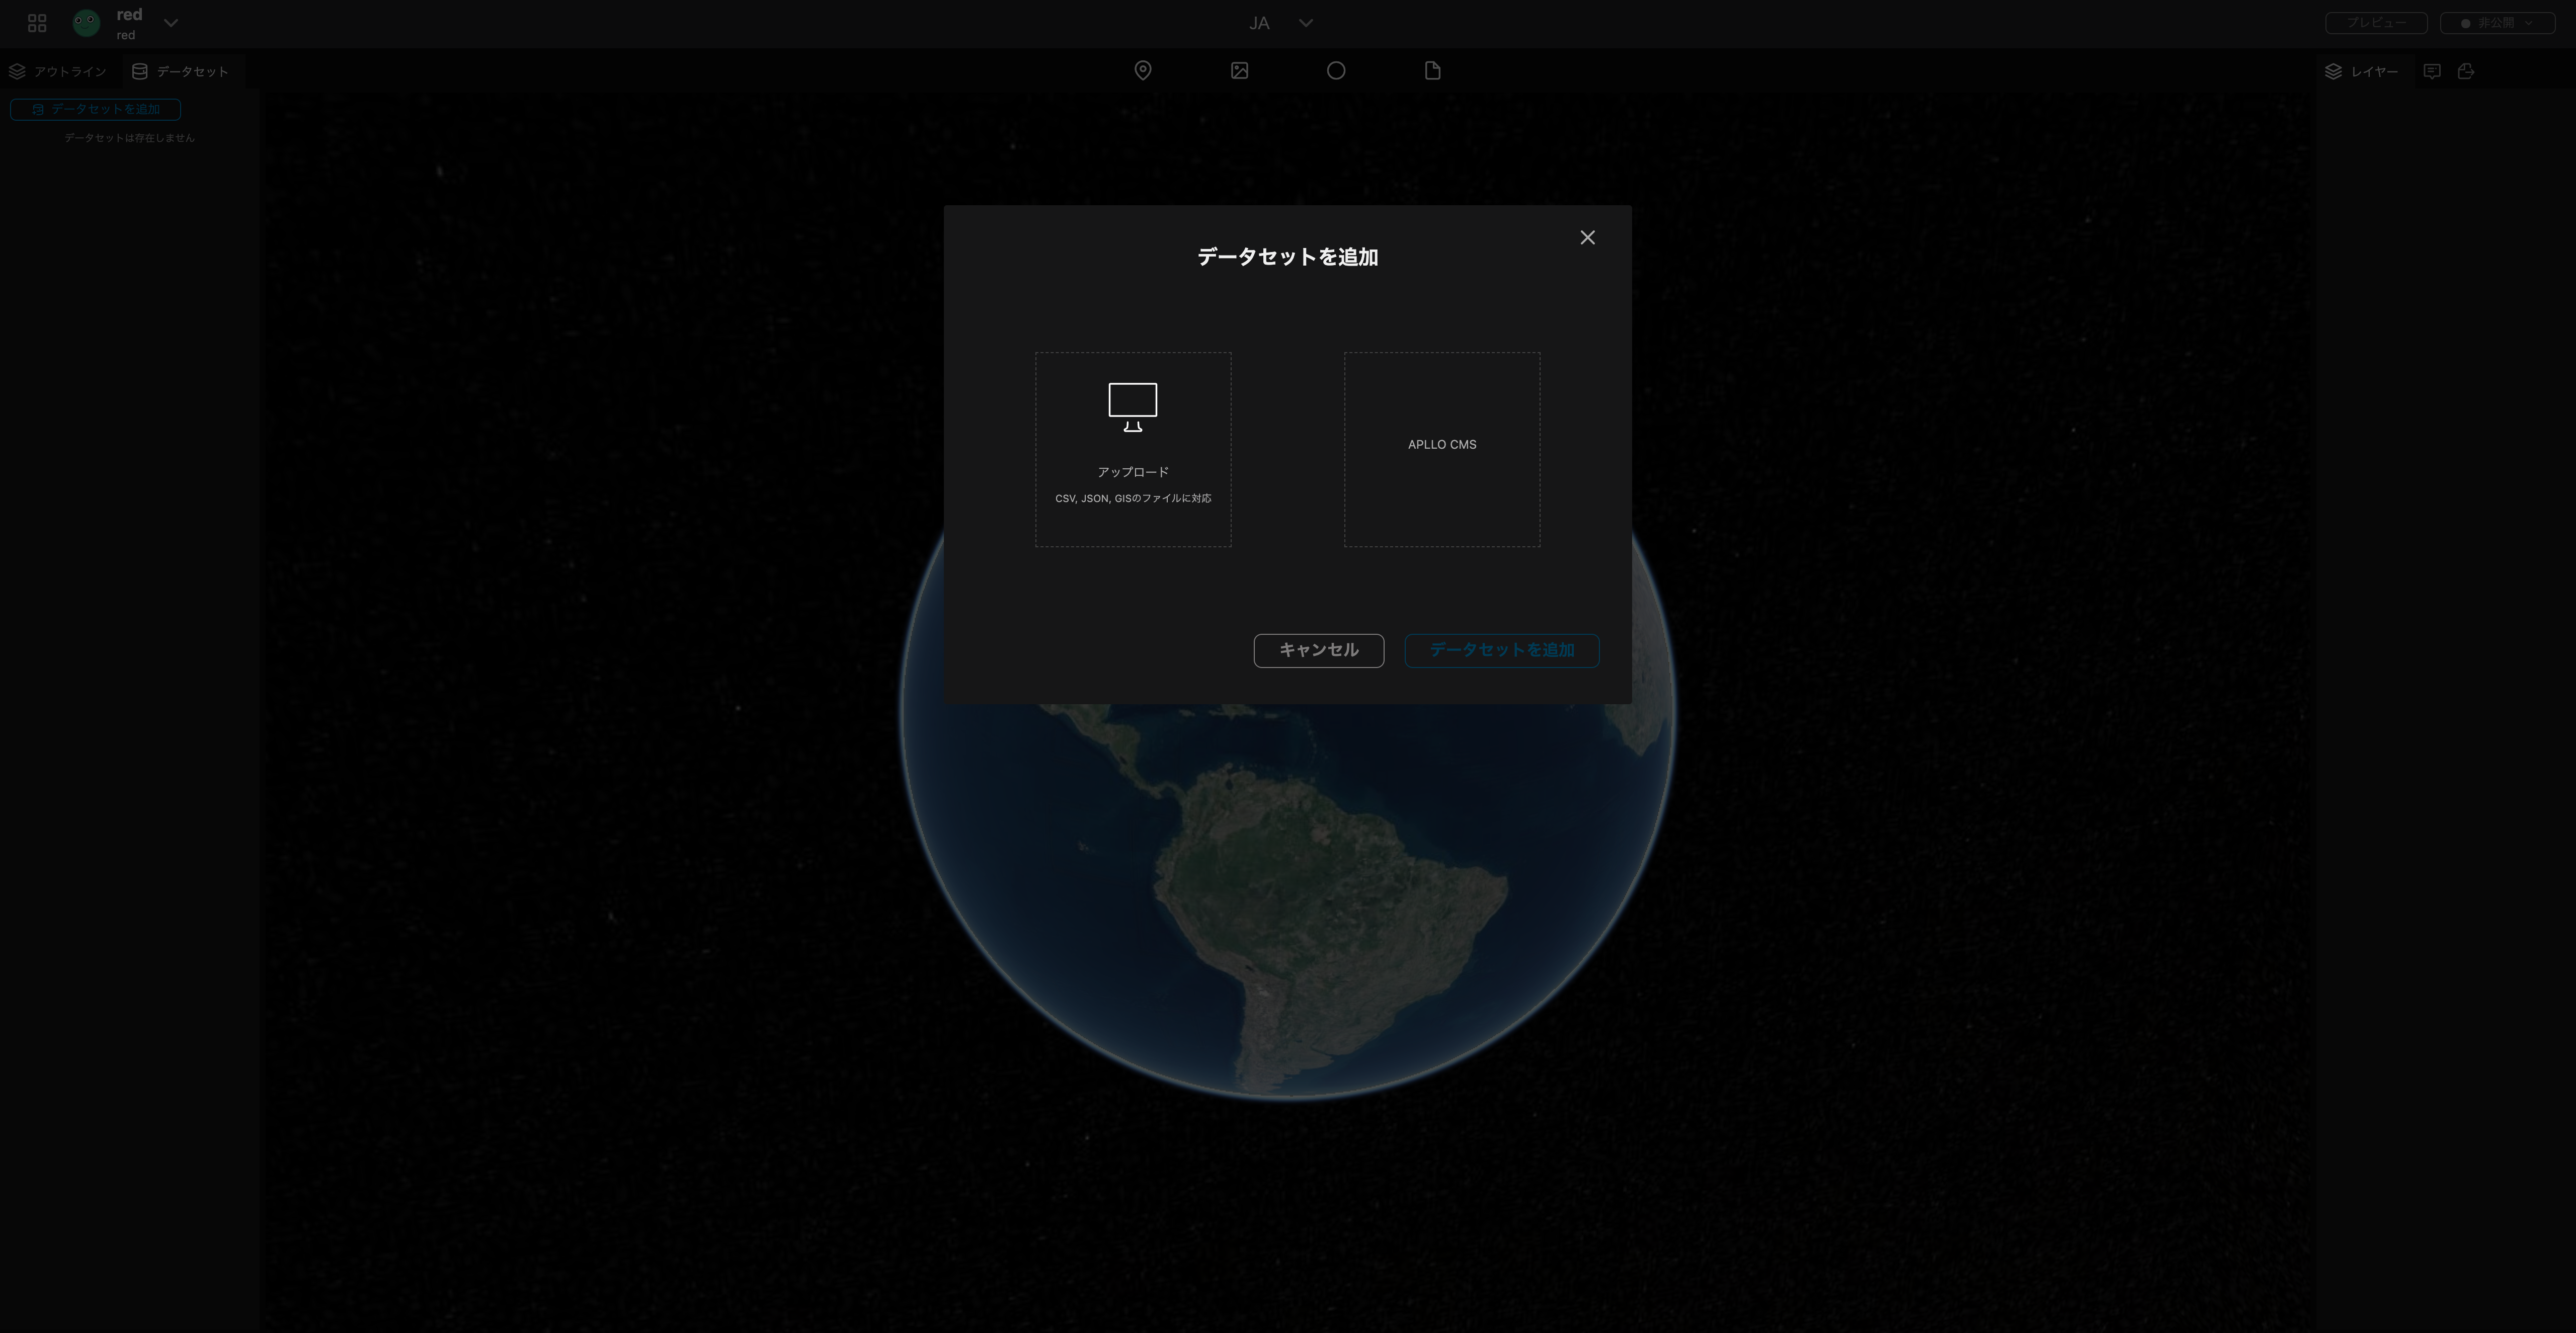 red
red
JA
プレビュー
非公開
アウトライン
データセット
レイヤー
データセットを追加
データセットは存在しません
データセットを追加
アップロード
CSV, JSON, GISのファイルに対応
APLLO CMS
キャンセル
データセットを追加